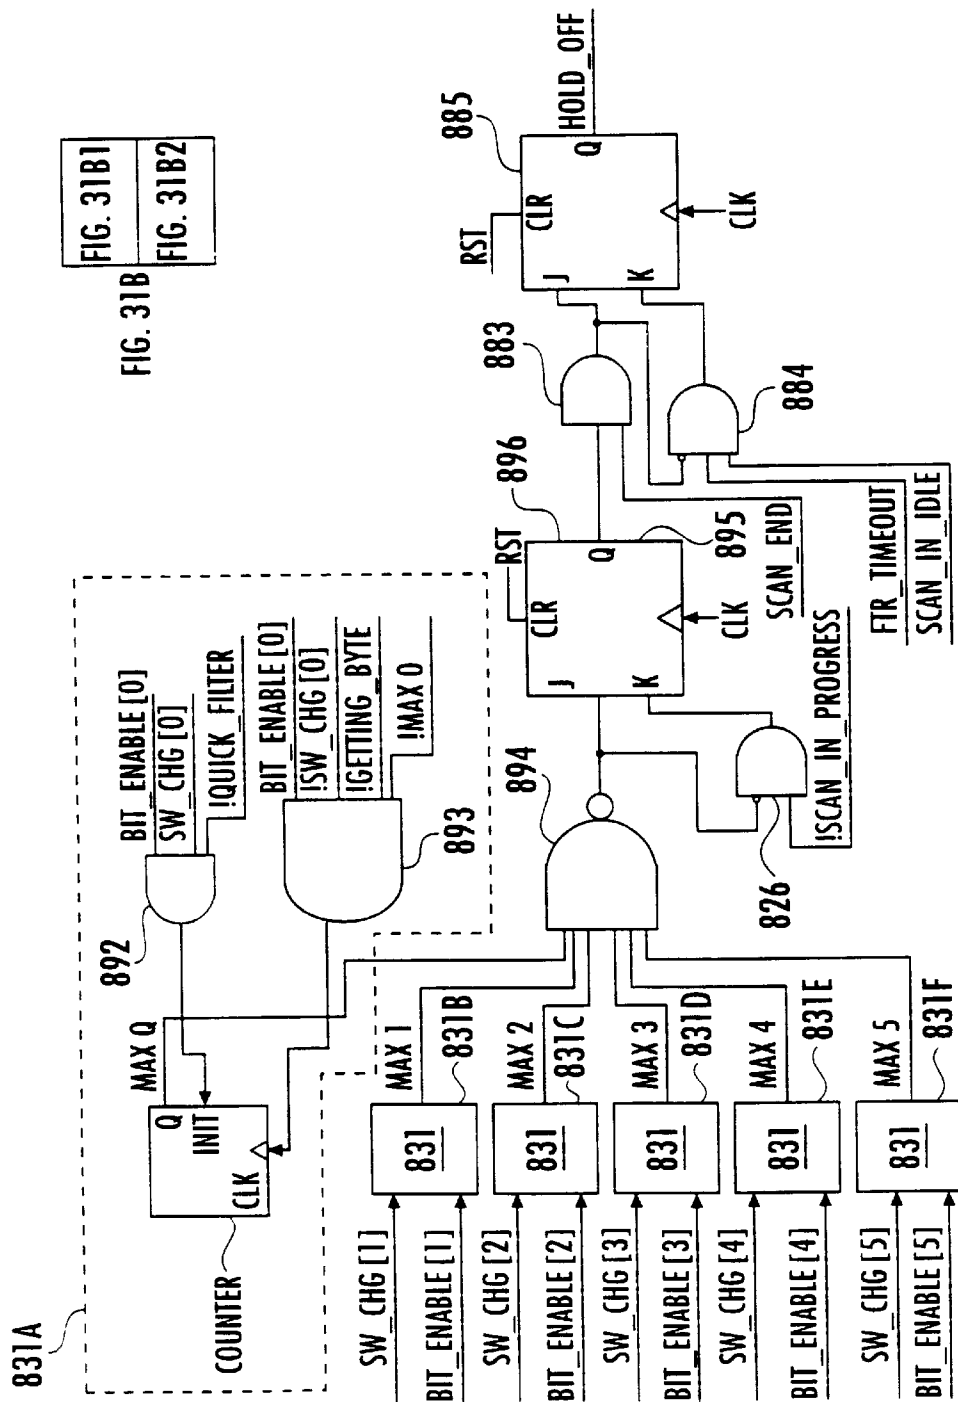 831A
COUNTER
CLK
INIT
Q
MAX Q
892
BIT_ENABLE [0]
SW_CHG [0]
!QUICK_FILTER
BIT_ENABLE [0]
!SW_CHG [0]
!GETTING_BYTE
!MAX 0
893
FIG. 31B
FIG. 31B1
FIG. 31B2
SW_CHG [1]
BIT_ENABLE [1]
831
MAX 1
831B
SW_CHG [2]
BIT_ENABLE [2]
831
MAX 2
831C
SW_CHG [3]
BIT_ENABLE [3]
831
MAX 3
831D
SW_CHG [4]
BIT_ENABLE [4]
831
MAX 4
831E
SW_CHG [5]
BIT_ENABLE [5]
831
MAX 5
831F
894
826
!SCAN_IN_PROGRESS
J
K
CLR
Q
RST
CLK
896
895
SCAN_END
883
884
FTR_TIMEOUT
SCAN_IN_IDLE
J
K
CLR
Q
RST
CLK
885
HOLD_OFF